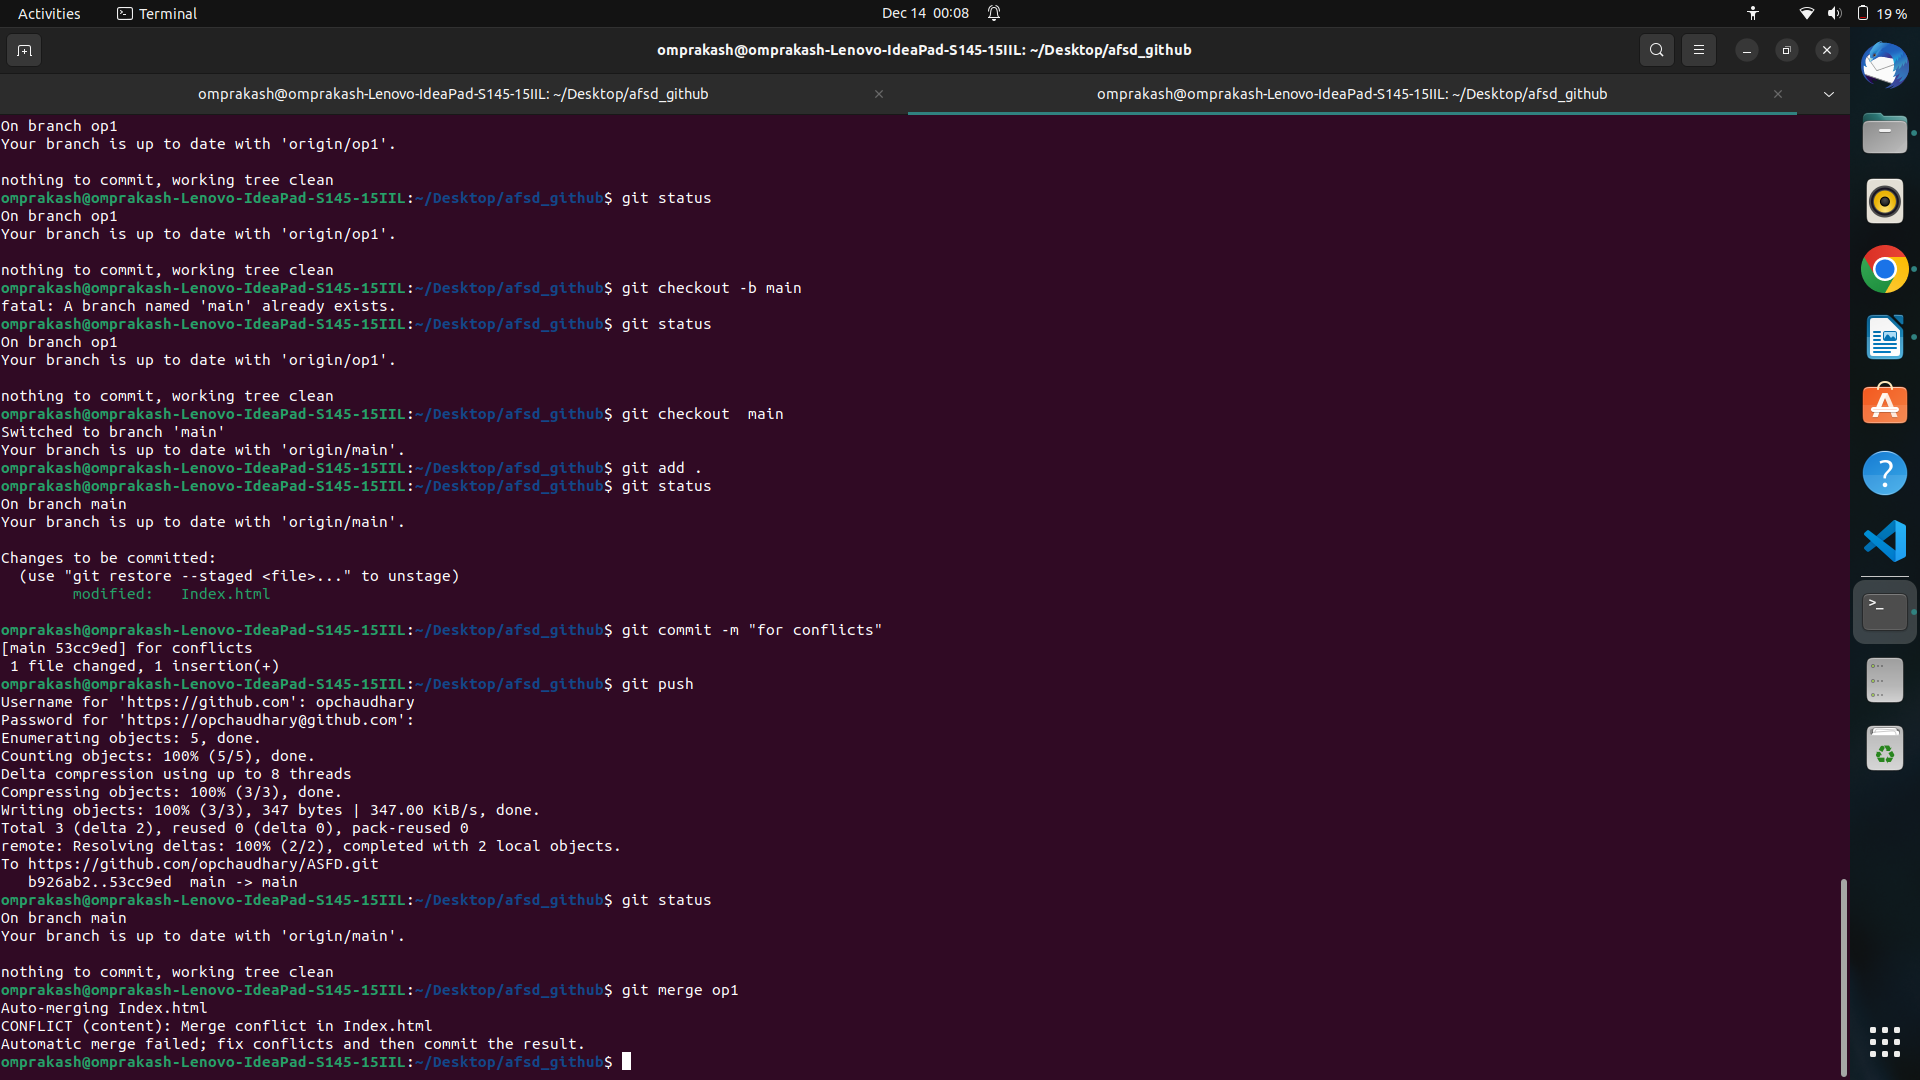 Activities
Terminal
Dec 14 00:08
19 %
omprakash@omprakash-Lenovo-IdeaPad-S145-15IIL: ~/Desktop/afsd_github
omprakash@omprakash-Lenovo-IdeaPad-S145-15IIL: ~/Desktop/afsd_github
omprakash@omprakash-Lenovo-IdeaPad-S145-15IIL: ~/Desktop/afsd_github
On branch op1
Your branch is up to date with 'origin/op1'.
nothing to commit, working tree clean
omprakash@omprakash-Lenovo-IdeaPad-S145-15IIL:~/Desktop/afsd_github$ git status
On branch op1
Your branch is up to date with 'origin/op1'.
nothing to commit, working tree clean
omprakash@omprakash-Lenovo-IdeaPad-S145-15IIL:~/Desktop/afsd_github$ git checkout -b main
fatal: A branch named 'main' already exists.
omprakash@omprakash-Lenovo-IdeaPad-S145-15IIL:~/Desktop/afsd_github$ git status
On branch op1
Your branch is up to date with 'origin/op1'.
nothing to commit, working tree clean
omprakash@omprakash-Lenovo-IdeaPad-S145-15IIL:~/Desktop/afsd_github$ git checkout  main
Switched to branch 'main'
Your branch is up to date with 'origin/main'.
omprakash@omprakash-Lenovo-IdeaPad-S145-15IIL:~/Desktop/afsd_github$ git add .
omprakash@omprakash-Lenovo-IdeaPad-S145-15IIL:~/Desktop/afsd_github$ git status
On branch main
Your branch is up to date with 'origin/main'.
Changes to be committed:
  (use "git restore --staged <file>..." to unstage)
        modified:   Index.html
omprakash@omprakash-Lenovo-IdeaPad-S145-15IIL:~/Desktop/afsd_github$ git commit -m "for conflicts"
[main 53cc9ed] for conflicts
 1 file changed, 1 insertion(+)
omprakash@omprakash-Lenovo-IdeaPad-S145-15IIL:~/Desktop/afsd_github$ git push
Username for 'https://github.com': opchaudhary
Password for 'https://opchaudhary@github.com':
Enumerating objects: 5, done.
Counting objects: 100% (5/5), done.
Delta compression using up to 8 threads
Compressing objects: 100% (3/3), done.
Writing objects: 100% (3/3), 347 bytes | 347.00 KiB/s, done.
Total 3 (delta 2), reused 0 (delta 0), pack-reused 0
remote: Resolving deltas: 100% (2/2), completed with 2 local objects.
To https://github.com/opchaudhary/ASFD.git
   b926ab2..53cc9ed  main -> main
omprakash@omprakash-Lenovo-IdeaPad-S145-15IIL:~/Desktop/afsd_github$ git status
On branch main
Your branch is up to date with 'origin/main'.
nothing to commit, working tree clean
omprakash@omprakash-Lenovo-IdeaPad-S145-15IIL:~/Desktop/afsd_github$ git merge op1
Auto-merging Index.html
CONFLICT (content): Merge conflict in Index.html
Automatic merge failed; fix conflicts and then commit the result.
omprakash@omprakash-Lenovo-IdeaPad-S145-15IIL:~/Desktop/afsd_github$